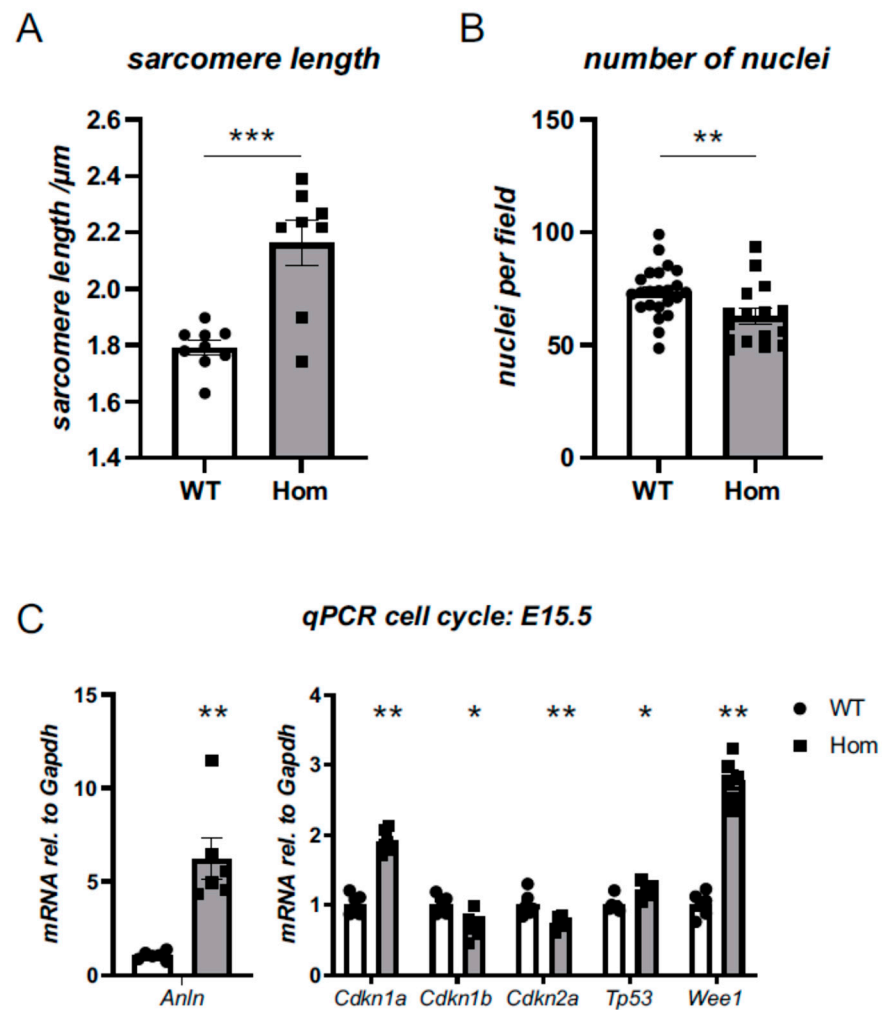 A
sarcomere length
sarcomere length /µm
2.6
2.4
2.2
2.0
1.8
1.6
1.4
***
WT
Hom
B
number of nuclei
nuclei per field
150
100
50
0
**
WT
Hom
C
qPCR cell cycle: E15.5
mRNA rel. to Gapdh
15
10
5
0
**
Anln
mRNA rel. to Gapdh
4
3
2
1
0
** * ** * **
Cdkn1a Cdkn1b Cdkn2a Tp53 Wee1
WT
Hom